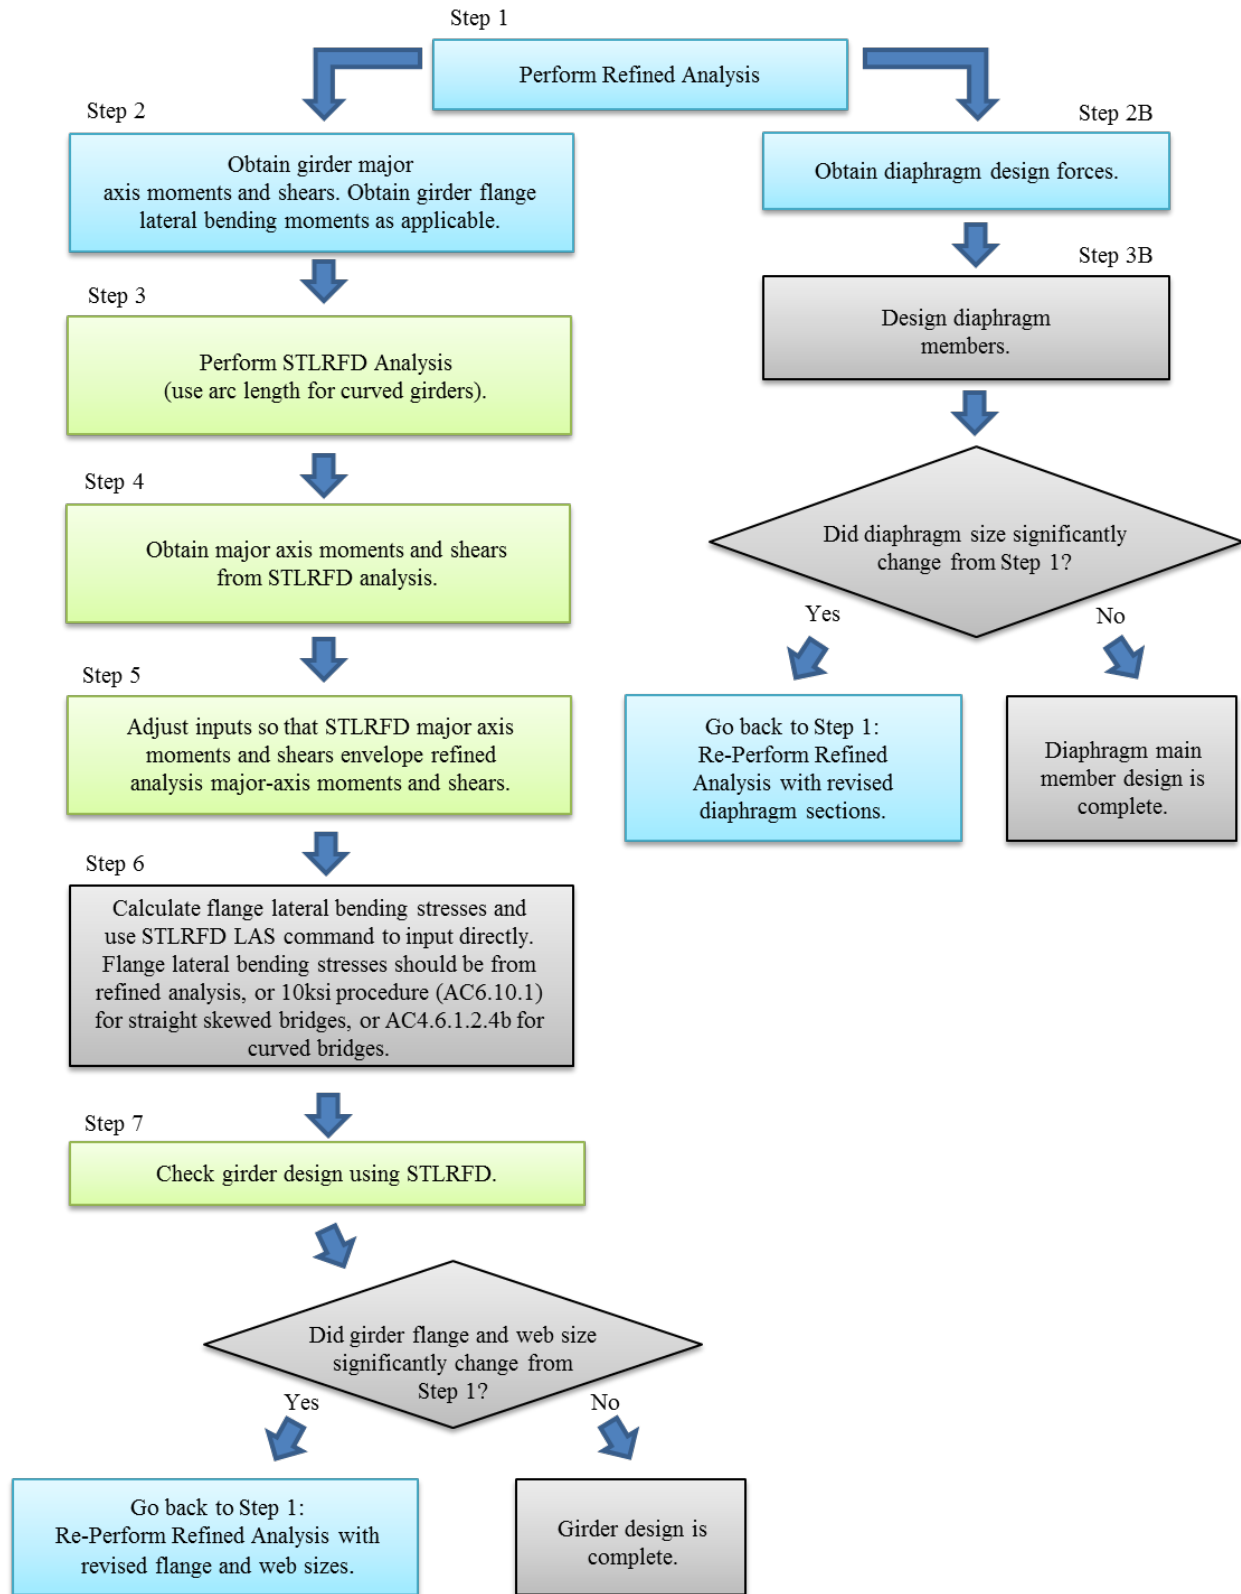 Step 1
Perform Refined Analysis
Step 2
Obtain girder major
axis moments and shears. Obtain girder flange
lateral bending moments as applicable.
Step 3
Perform STLRFD Analysis
(use arc length for curved girders).
Step 4
Obtain major axis moments and shears
from STLRFD analysis.
Step 5
Adjust inputs so that STLRFD major axis
moments and shears envelope refined
analysis major-axis moments and shears.
Step 6
Calculate flange lateral bending stresses and
use STLRFD LAS command to input directly.
Flange lateral bending stresses should be from
refined analysis, or 10ksi procedure (AC6.10.1)
for straight skewed bridges, or AC4.6.1.2.4b for
curved bridges.
Step 7
Check girder design using STLRFD.
Did girder flange and web size
significantly change from
Step 1?
Yes
No
Go back to Step 1:
Re-Perform Refined Analysis with
revised flange and web sizes.
Girder design is
complete.
Step 2B
Obtain diaphragm design forces.
Step 3B
Design diaphragm
members.
Did diaphragm size significantly
change from Step 1?
Yes
No
Go back to Step 1:
Re-Perform Refined
Analysis with revised
diaphragm sections.
Diaphragm main
member design is
complete.